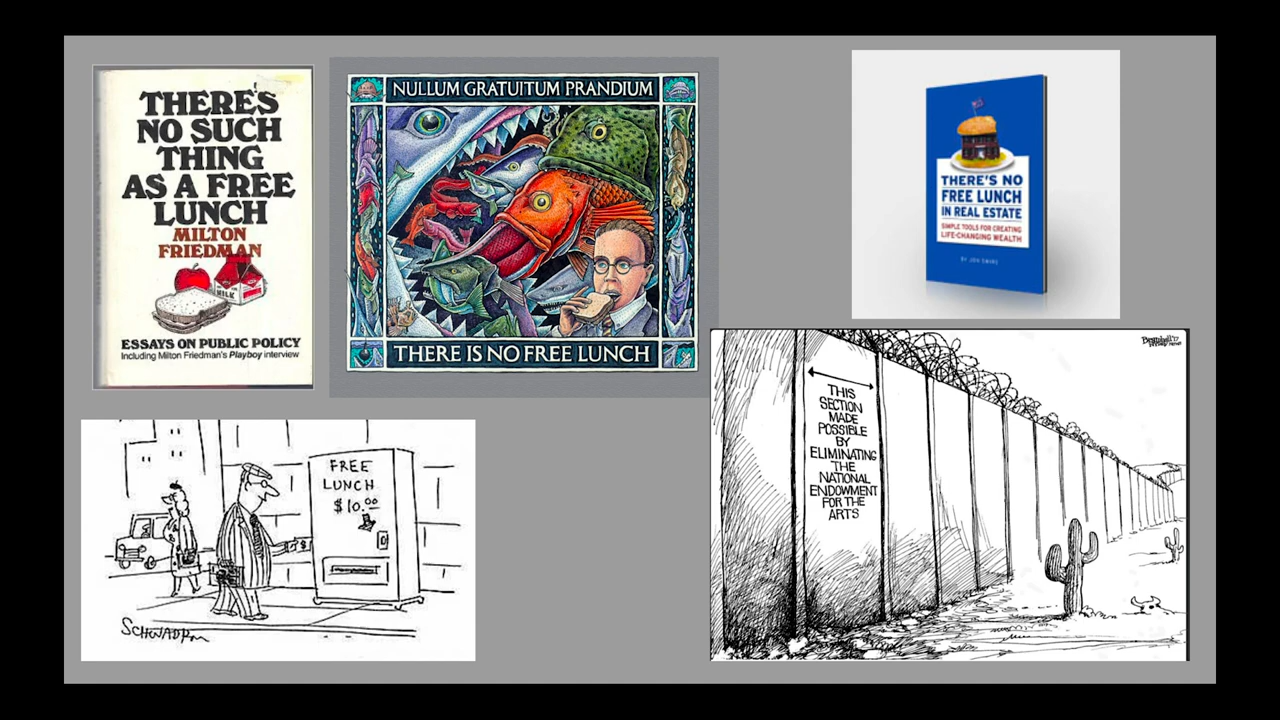 THERE'S
NO SUCH
THING
AS A FREE
LUNCH
MILTON
FRIEDMAN
MILK
ESSAYS ON PUBLIC POLICY
Including Milton Friedman's Playboy interview
NULLUM GRATUITUM PRANDIUM
THERE IS NO FREE LUNCH
THERE'S NO
FREE LUNCH
IN REAL ESTATE
SIMPLE TOOLS FOR CREATING
LIFE-CHANGING WEALTH
BY JON SWIRE
FREE
LUNCH
$10.00
SCHWADRON
THIS
SECTION
MADE
POSSIBLE
BY
ELIMINATING
THE
NATIONAL
ENDOWMENT
FOR THE
ARTS